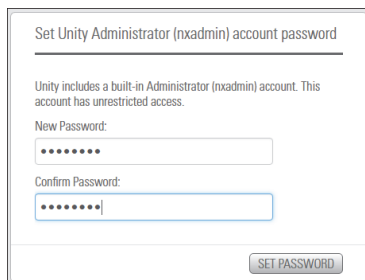 Set Unity Administrator (nxadmin) account password
Unity includes a built-in Administrator (nxadmin) account. This
account has unrestricted access.
New Password:
••••••••
Confirm Password:
••••••••
SET PASSWORD